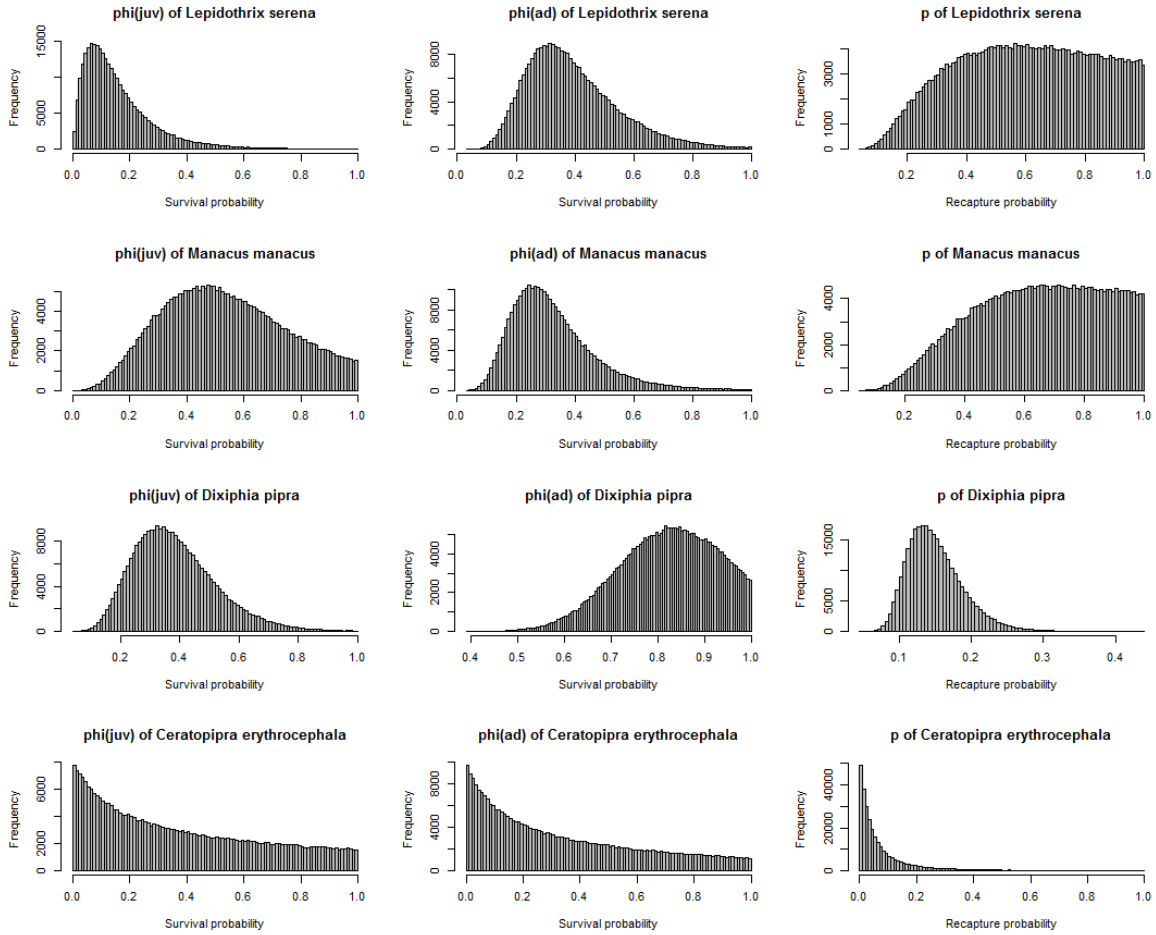 phi(juv) of Lepidothrix serena
Frequency
0 5000 15000
0.0 0.2 0.4 0.6 0.8 1.0
Survival probability
phi(ad) of Lepidothrix serena
Frequency
0 4000 8000
0.0 0.2 0.4 0.6 0.8 1.0
Survival probability
p of Lepidothrix serena
Frequency
0 1000 3000
0.2 0.4 0.6 0.8 1.0
Recapture probability
phi(juv) of Manacus manacus
Frequency
0 2000 4000
0.0 0.2 0.4 0.6 0.8 1.0
Survival probability
phi(ad) of Manacus manacus
Frequency
0 4000 8000
0.0 0.2 0.4 0.6 0.8 1.0
Survival probability
p of Manacus manacus
Frequency
0 2000 4000
0.2 0.4 0.6 0.8 1.0
Recapture probability
phi(juv) of Dixiphia pipra
Frequency
0 4000 8000
0.2 0.4 0.6 0.8 1.0
Survival probability
phi(ad) of Dixiphia pipra
Frequency
0 2000 5000
0.4 0.5 0.6 0.7 0.8 0.9 1.0
Survival probability
p of Dixiphia pipra
Frequency
0 5000 15000
0.1 0.2 0.3 0.4
Recapture probability
phi(juv) of Ceratopipra erythrocephala
Frequency
0 2000 6000
0.0 0.2 0.4 0.6 0.8 1.0
Survival probability
phi(ad) of Ceratopipra erythrocephala
Frequency
0 4000 8000
0.0 0.2 0.4 0.6 0.8 1.0
Survival probability
p of Ceratopipra erythrocephala
Frequency
0 20000 40000
0.0 0.2 0.4 0.6 0.8 1.0
Recapture probability